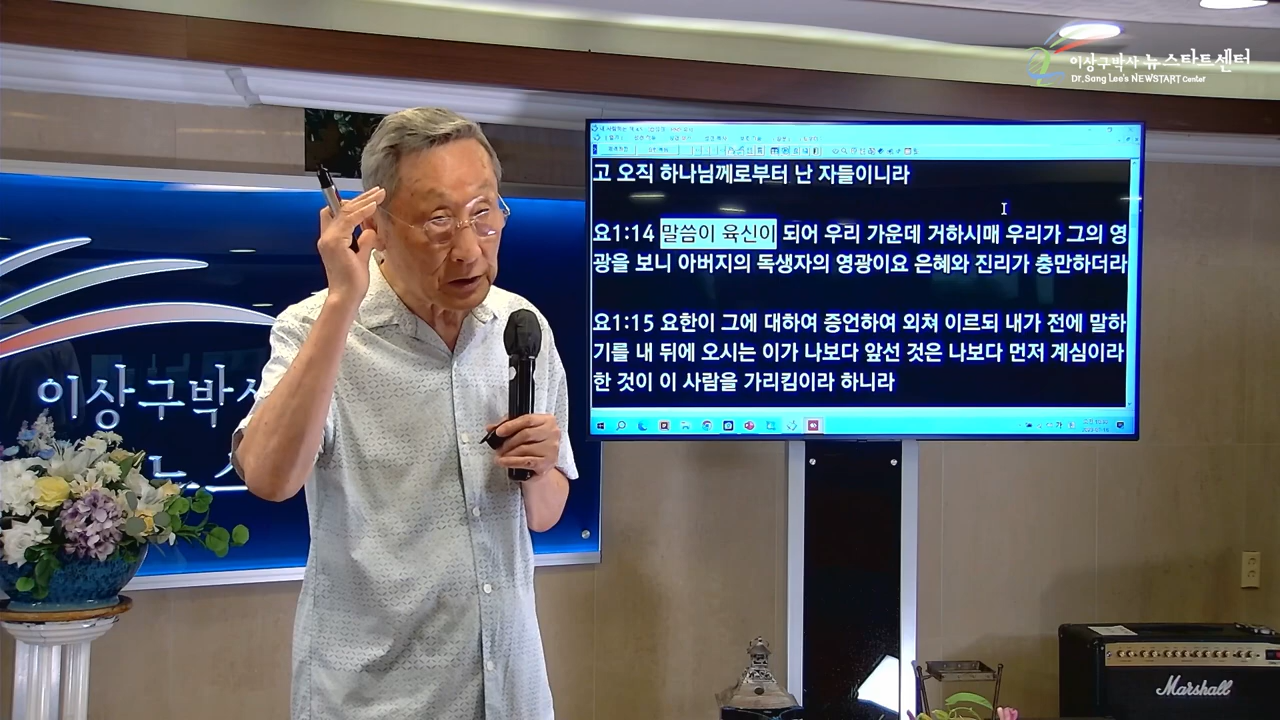 이상구박사 뉴스타트센터
Dr. Sang Lee's NEWSTART Center
고 오직 하나님께로부터 난 자들이니라
요1:14 말씀이 육신이 되어 우리 가운데 거하시매 우리가 그의 영
광을 보니 아버지의 독생자의 영광이요 은혜와 진리가 충만하더라
요1:15 요한이 그에 대하여 증언하여 외쳐 이르되 내가 전에 말하
기를 내 뒤에 오시는 이가 나보다 앞선 것은 나보다 먼저 계심이라
한 것이 이 사람을 가리킴이라 하니라
이상구박사
뉴스
Marshall